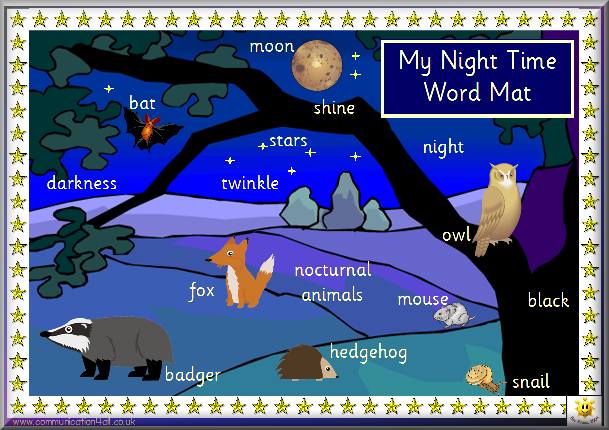 My Night Time
Word Mat
moon
shine
bat
stars
night
darkness
twinkle
owl
nocturnal
animals
fox
mouse
black
hedgehog
badger
snail
www.communication4all.co.uk